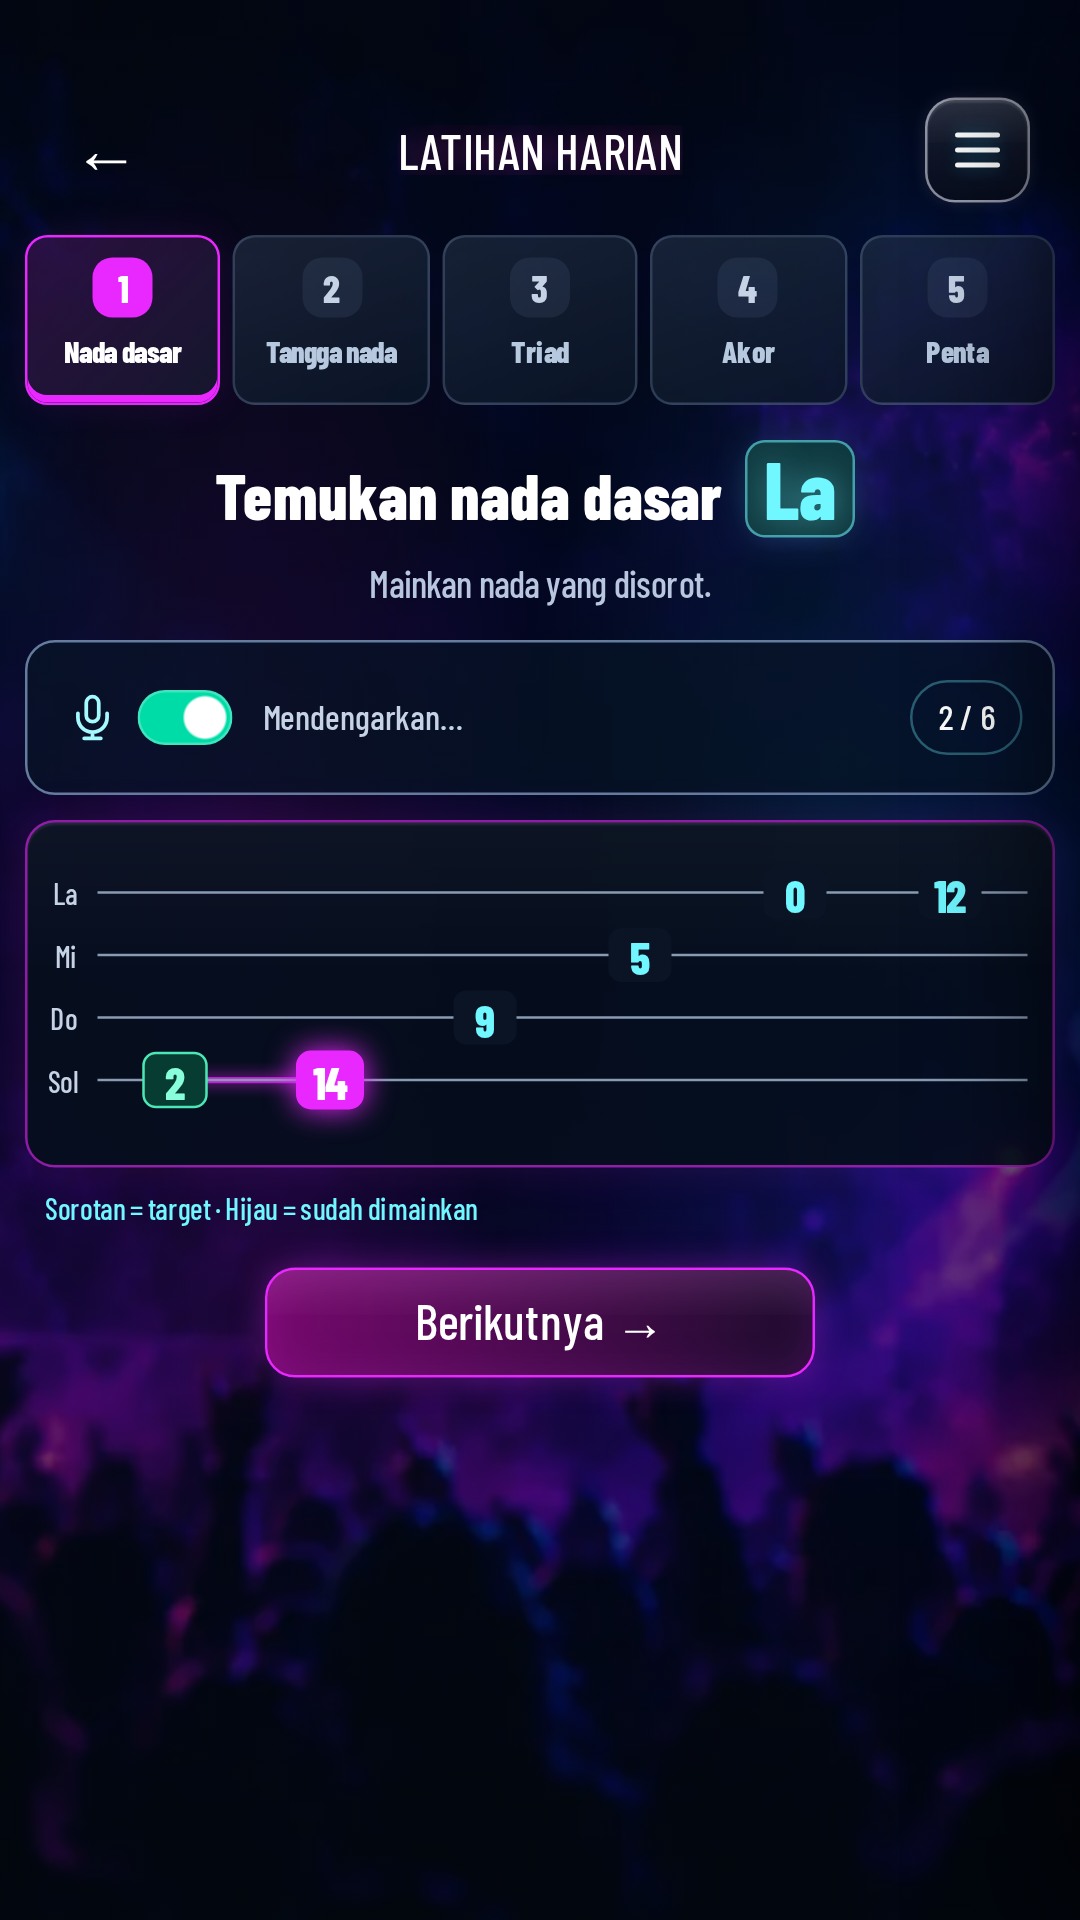 ←
LATIHAN HARIAN
1
Nada dasar
2
Tangga nada
3
Triad
4
Akor
5
Penta
Temukan nada dasar La
Mainkan nada yang disorot.
Mendengarkan...
2 / 6
La 0 12
Mi 5
Do 9
Sol 2 14
Sorotan = target · Hijau = sudah dimainkan
Berikutnya →